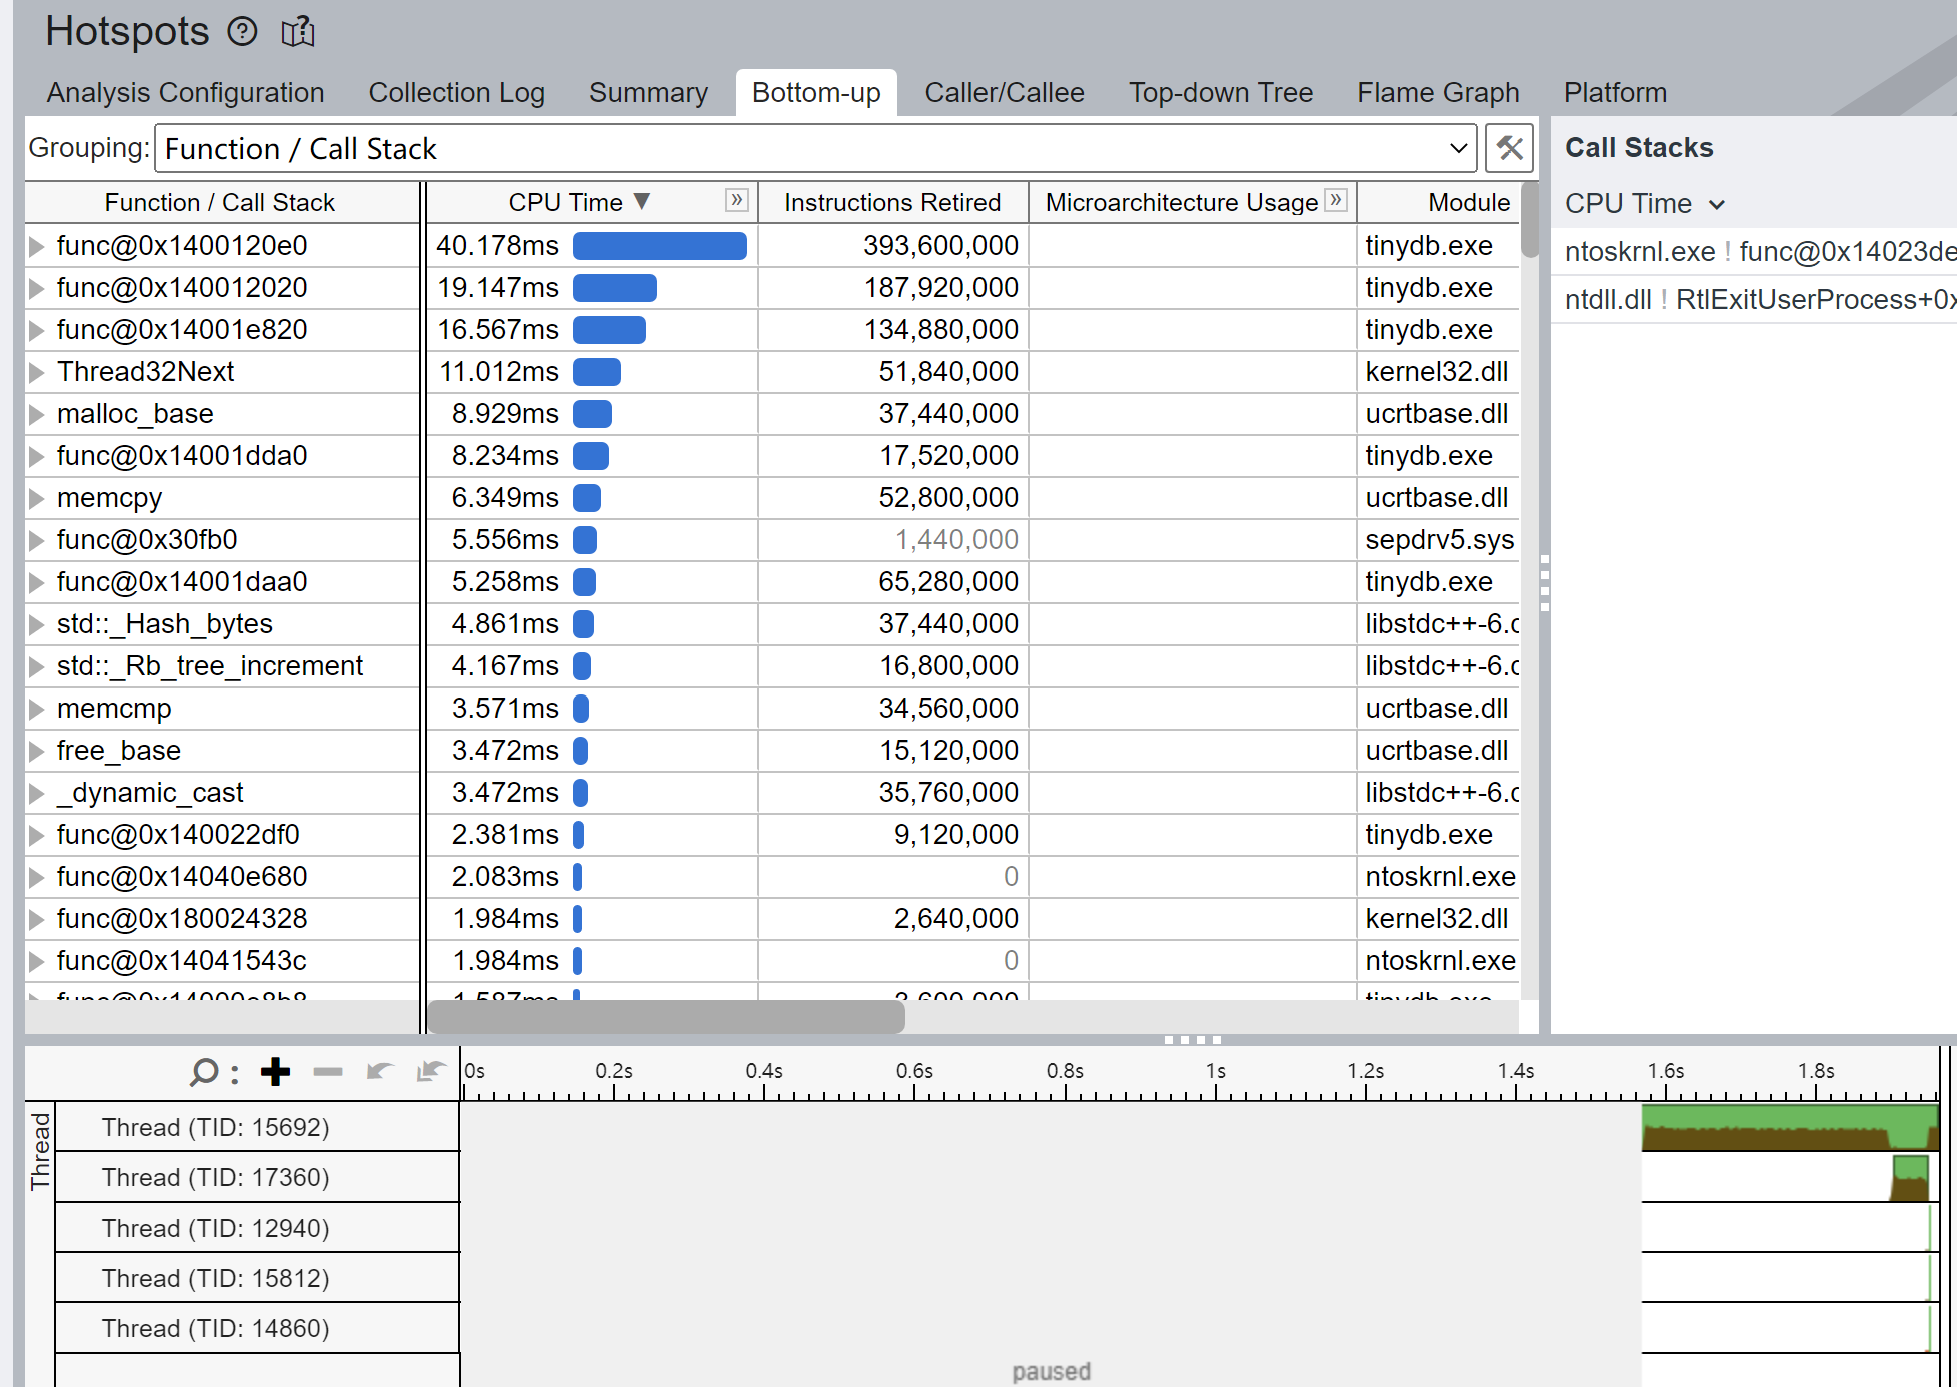 Hotspots
Analysis Configuration Collection Log Summary Bottom-up Caller/Callee Top-down Tree Flame Graph Platform
Grouping: Function / Call Stack
Function / Call Stack CPU Time Instructions Retired Microarchitecture Usage Module
func@0x1400120e0 40.178ms 393,600,000 tinydb.exe
func@0x140012020 19.147ms 187,920,000 tinydb.exe
func@0x14001e820 16.567ms 134,880,000 tinydb.exe
Thread32Next 11.012ms 51,840,000 kernel32.dll
malloc_base 8.929ms 37,440,000 ucrtbase.dll
func@0x14001dda0 8.234ms 17,520,000 tinydb.exe
memcpy 6.349ms 52,800,000 ucrtbase.dll
func@0x30fb0 5.556ms 1,440,000 sepdrv5.sys
func@0x14001daa0 5.258ms 65,280,000 tinydb.exe
std::_Hash_bytes 4.861ms 37,440,000 libstdc++-6.
std::_Rb_tree_increment 4.167ms 16,800,000 libstdc++-6.
memcmp 3.571ms 34,560,000 ucrtbase.dll
free_base 3.472ms 15,120,000 ucrtbase.dll
_dynamic_cast 3.472ms 35,760,000 libstdc++-6.
func@0x140022df0 2.381ms 9,120,000 tinydb.exe
func@0x14040e680 2.083ms 0 ntoskrnl.exe
func@0x180024328 1.984ms 2,640,000 kernel32.dll
func@0x14041543c 1.984ms 0 ntoskrnl.exe
1.587ms tinydb.exe
Call Stacks
CPU Time
ntoskrnl.exe ! func@0x14023de
ntdll.dll ! RtlExitUserProcess+0x
0s 0.2s 0.4s 0.6s 0.8s 1s 1.2s 1.4s 1.6s 1.8s
Thread
Thread (TID: 15692)
Thread (TID: 17360)
Thread (TID: 12940)
Thread (TID: 15812)
Thread (TID: 14860)
paused